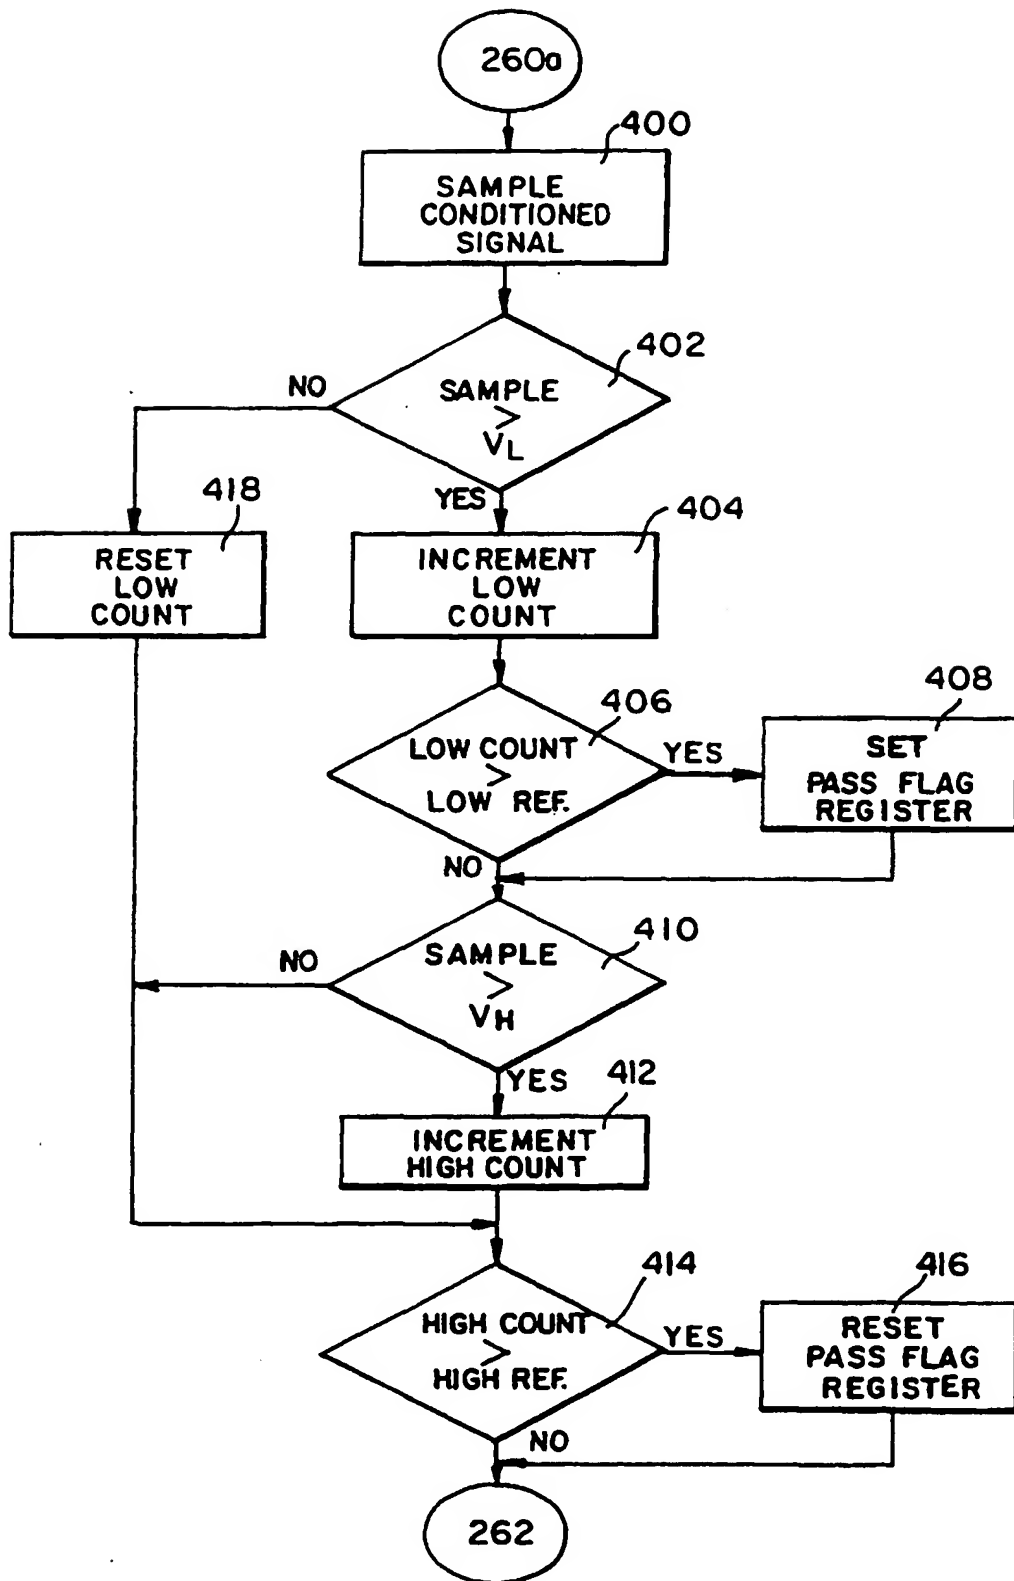 260a
400
SAMPLE
CONDITIONED
SIGNAL
402
NO
SAMPLE
>
VL
YES
418
404
RESET
LOW
COUNT
INCREMENT
LOW
COUNT
406
408
LOW COUNT
>
LOW REF.
YES
SET
PASS FLAG
REGISTER
NO
410
NO
SAMPLE
>
VH
YES
412
INCREMENT
HIGH COUNT
414
416
HIGH COUNT
>
HIGH REF.
YES
RESET
PASS FLAG
REGISTER
NO
262